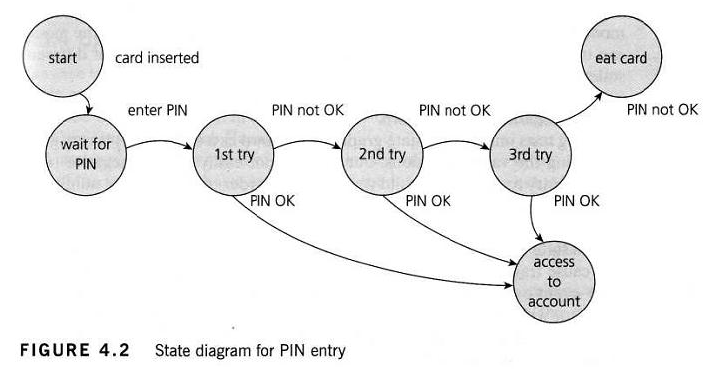 start
card inserted
eat card
enter PIN
PIN not OK
PIN not OK
PIN not OK
wait for
PIN
1st try
2nd try
3rd try
PIN OK
PIN OK
PIN OK
access
to
account
FIGURE 4.2 State diagram for PIN entry